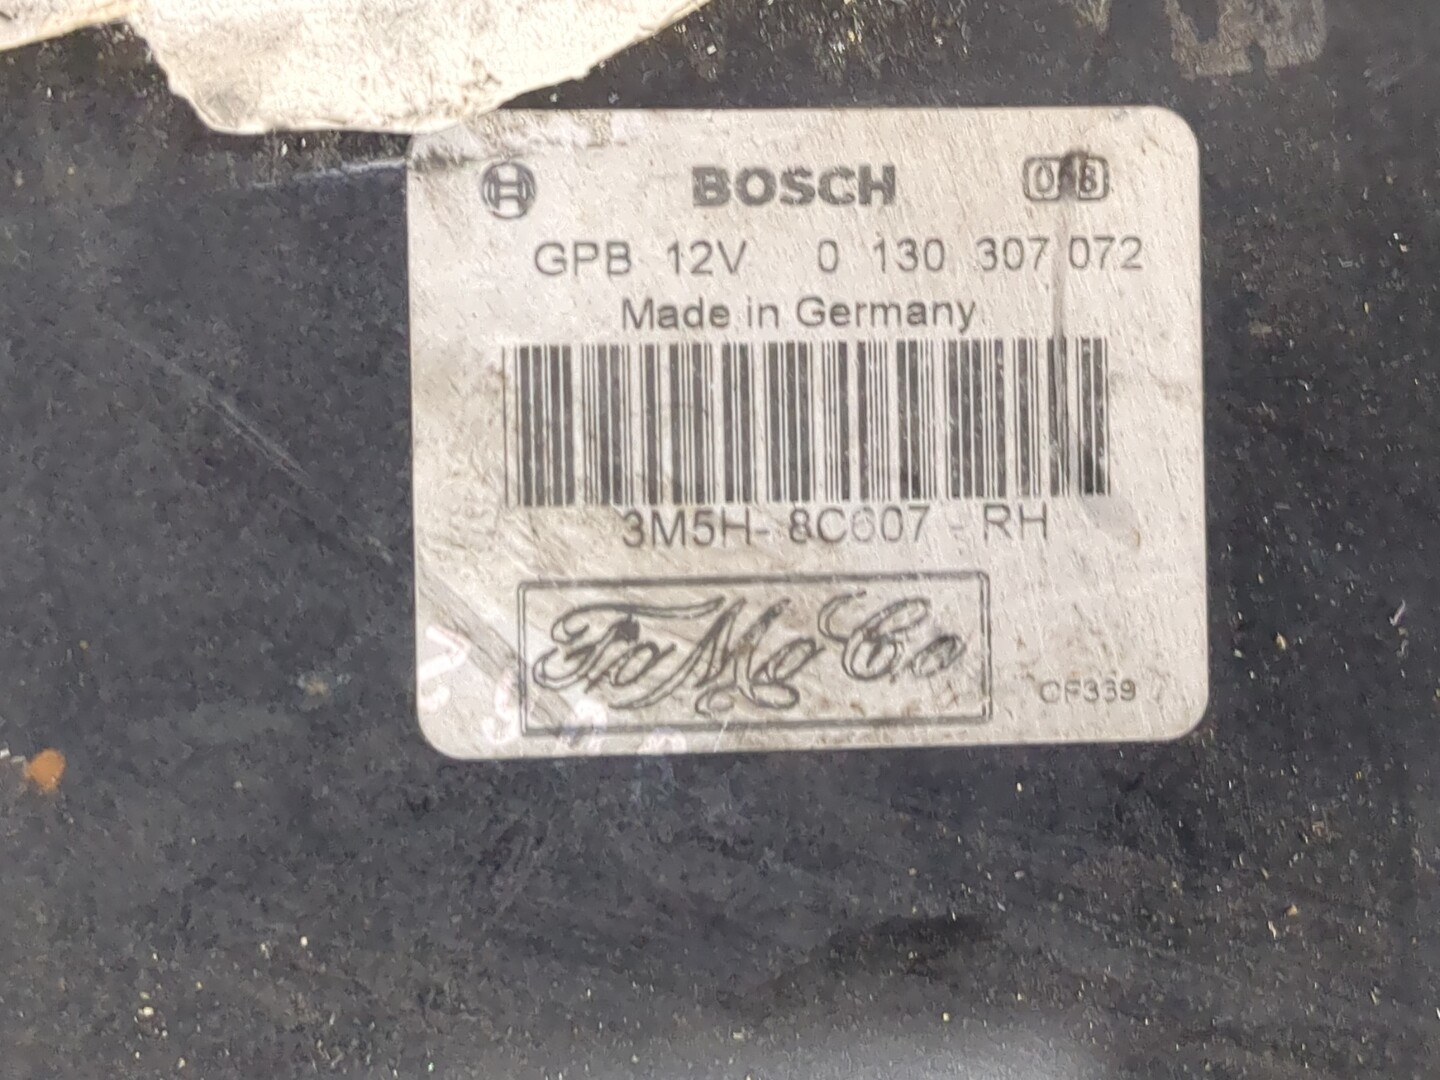 BOSCH
GPB 12V 0 130 307 072
Made in Germany
3M5H- 8C607 - RH
FoMoCo
CF339